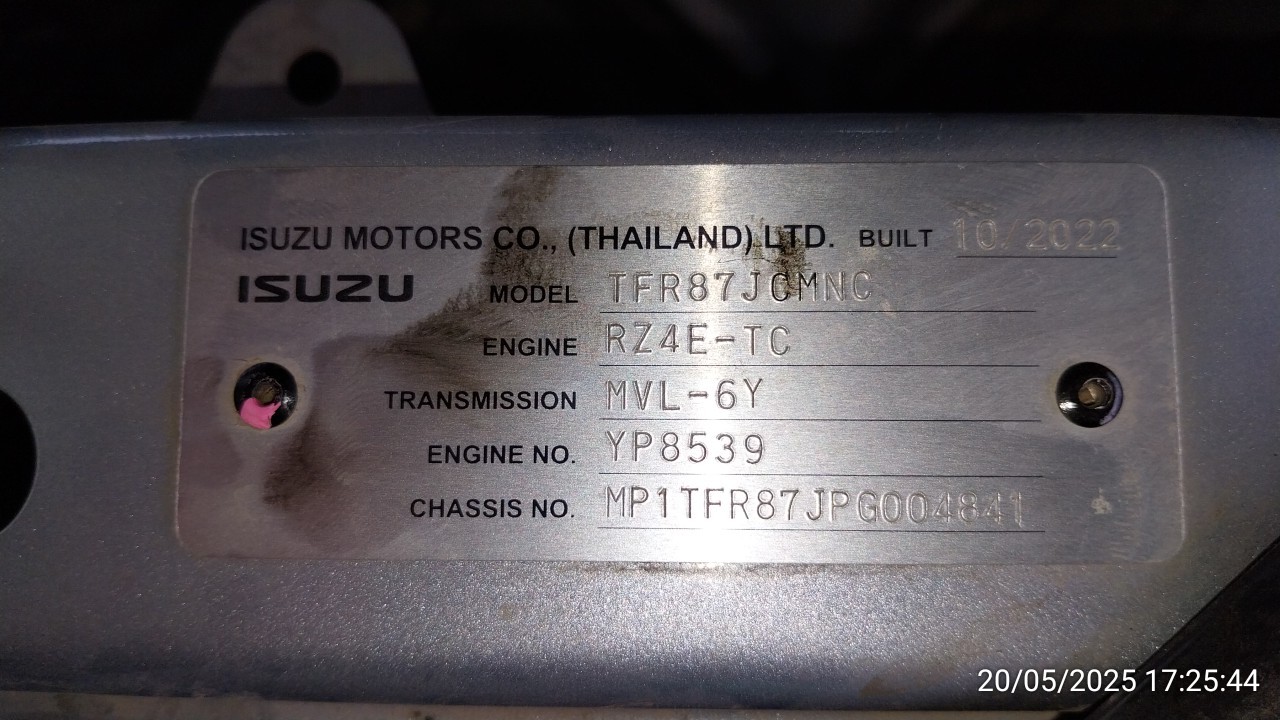 ISUZU MOTORS CO., (THAILAND) LTD. BUILT 10/2022
ISUZU MODEL TFR87JCMNC
ENGINE RZ4E-TC
TRANSMISSION MVL-6Y
ENGINE NO. YP8539
CHASSIS NO. MP1TFR87JPG004841
20/05/2025 17:25:44